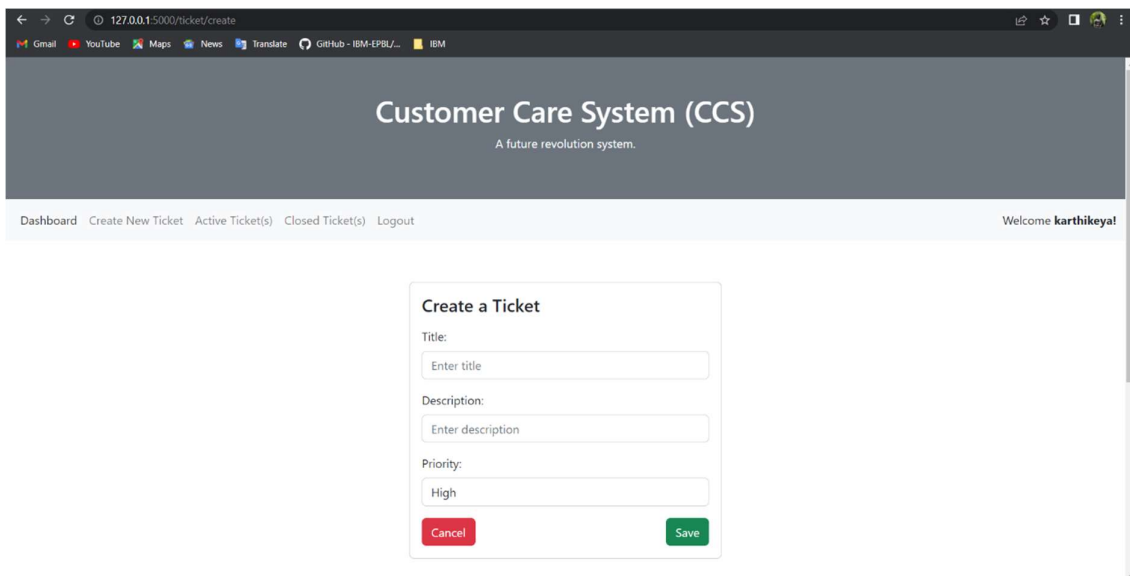 127.0.0.1:5000/ticket/create
Gmail YouTube Maps News Translate GitHub - IBM-EPBL/... IBM
Customer Care System (CCS)
A future revolution system.
Dashboard Create New Ticket Active Ticket(s) Closed Ticket(s) Logout Welcome karthikeya!
Create a Ticket
Title:
Enter title
Description:
Enter description
Priority:
High
Cancel Save